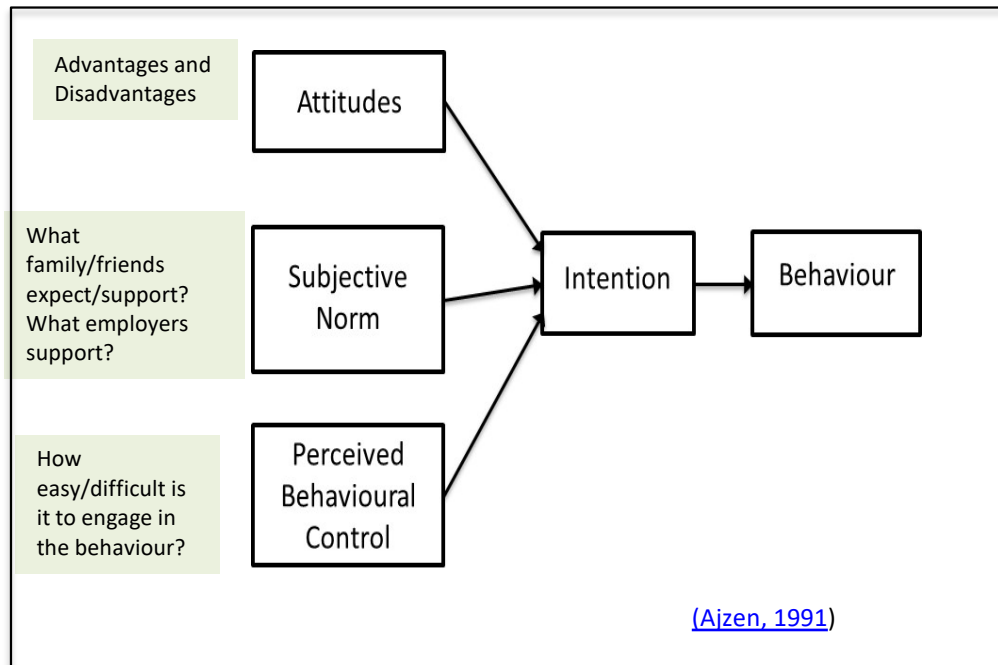 Advantages and
Disadvantages
Attitudes
What
family/friends
expect/support?
What employers
support?
Subjective
Norm
Intention
Behaviour
How
easy/difficult is
it to engage in
the behaviour?
Perceived
Behavioural
Control
(Ajzen, 1991)